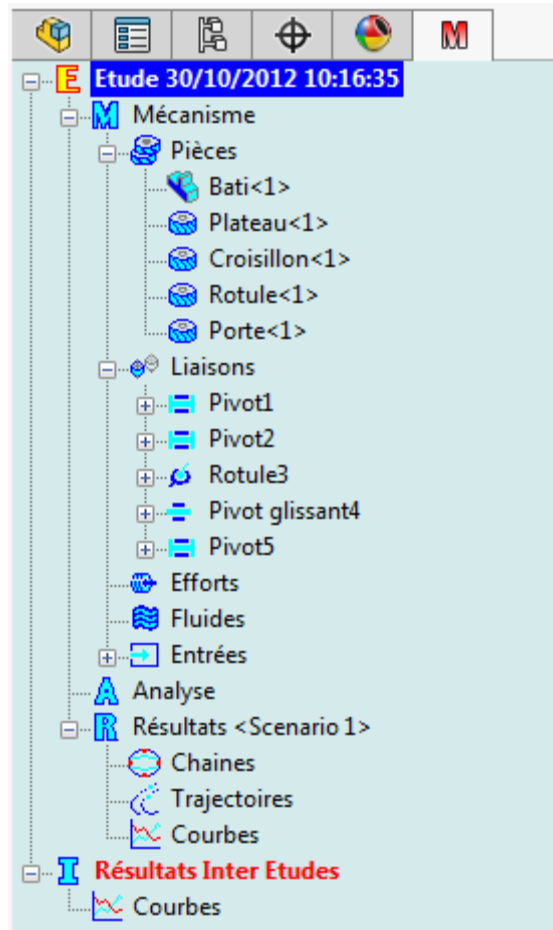 M
E Etude 30/10/2012 10:16:35
M Mécanisme
Pièces
Bati<1>
Plateau<1>
Croisillon<1>
Rotule<1>
Porte<1>
Liaisons
Pivot1
Pivot2
Rotule3
Pivot glissant4
Pivot5
Efforts
Fluides
Entrées
A Analyse
R Résultats <Scenario 1>
Chaines
Trajectoires
Courbes
I Résultats Inter Etudes
Courbes